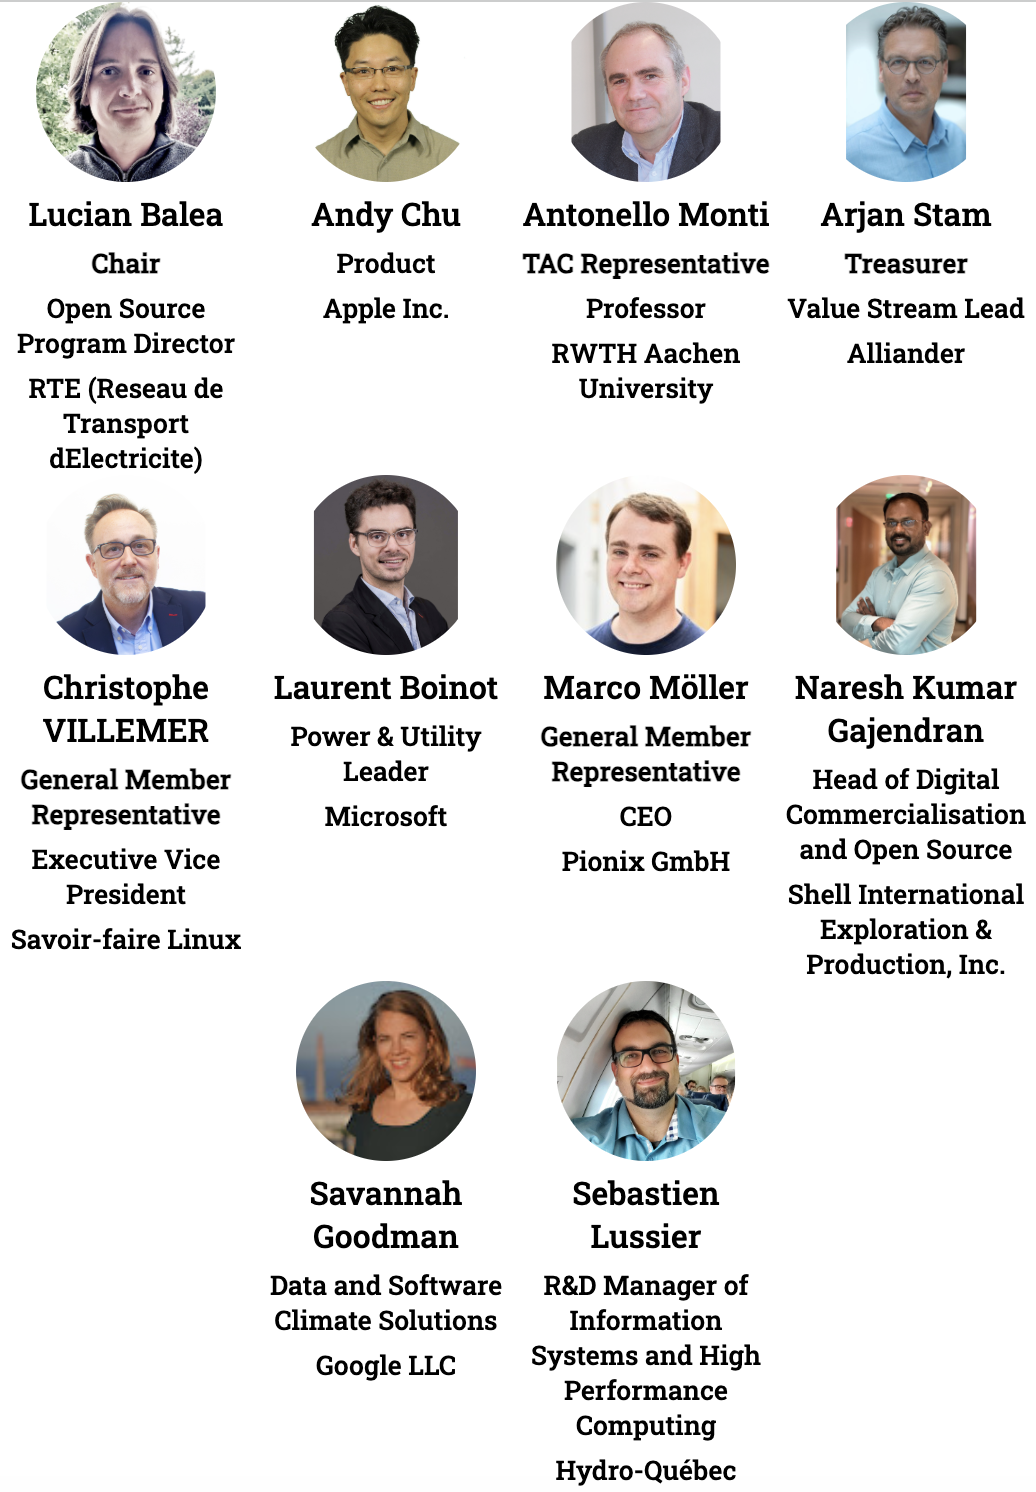 Lucian Balea
Chair
Open Source
Program Director
RTE (Reseau de
Transport
dElectricite)
Andy Chu
Product
Apple Inc.
Antonello Monti
TAC Representative
Professor
RWTH Aachen
University
Arjan Stam
Treasurer
Value Stream Lead
Alliander
Christophe
VILLEMER
General Member
Representative
Executive Vice
President
Savoir-faire Linux
Laurent Boinot
Power & Utility
Leader
Microsoft
Marco Möller
General Member
Representative
CEO
Pionix GmbH
Naresh Kumar
Gajendran
Head of Digital
Commercialisation
and Open Source
Shell International
Exploration &
Production, Inc.
Savannah
Goodman
Data and Software
Climate Solutions
Google LLC
Sebastien
Lussier
R&D Manager of
Information
Systems and High
Performance
Computing
Hydro-Québec